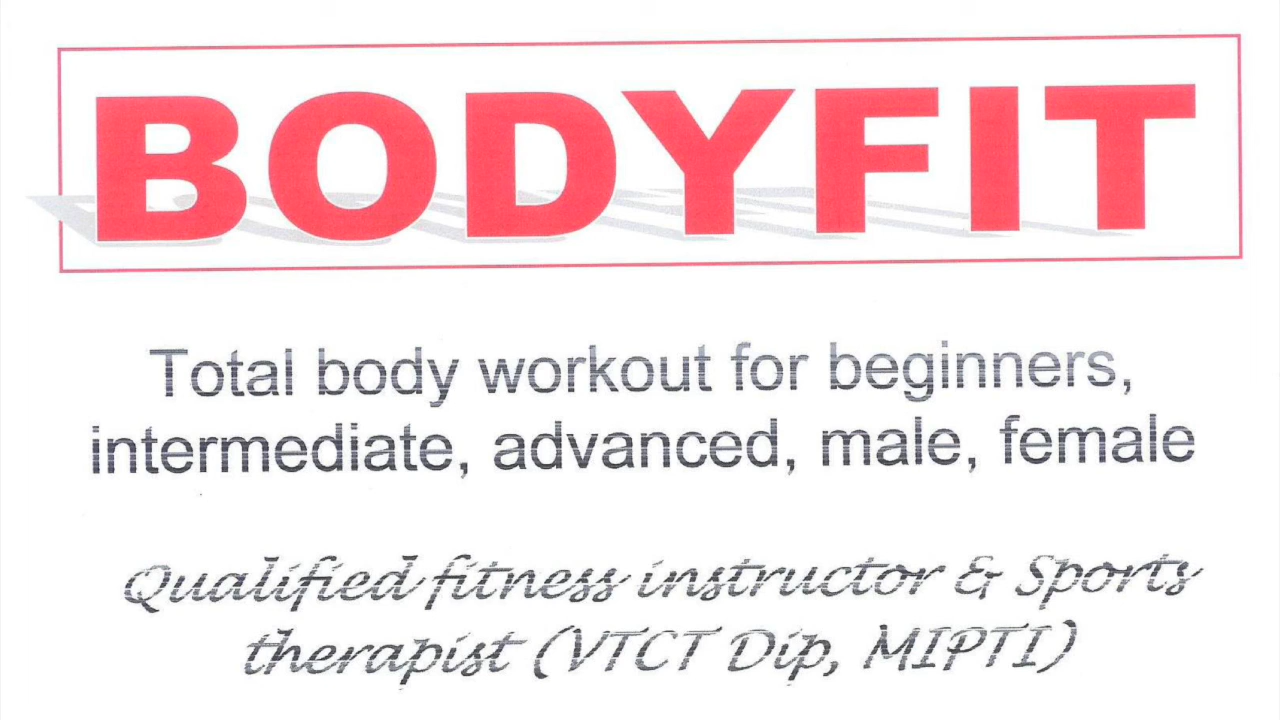 BODYFIT
Total body workout for beginners,
intermediate, advanced, male, female
Qualified fitness instructor & Sports
therapist (VTCT Dip, MIPTI)